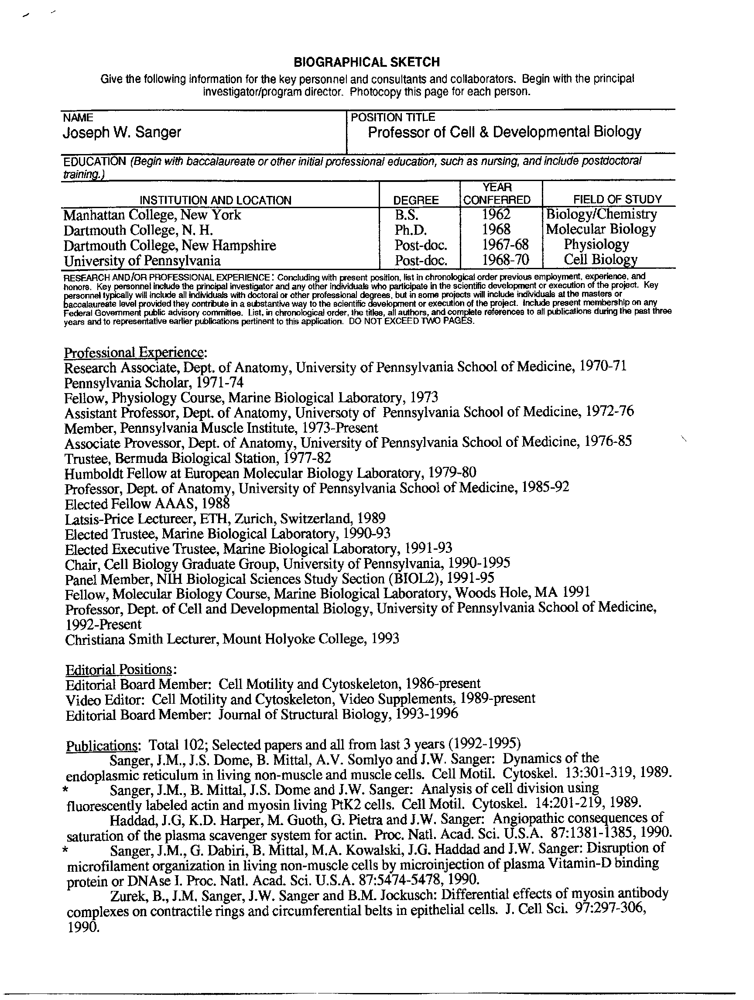 BIOGRAPHICAL SKETCH
Give the following information for the key personnel and consultants and collaborators. Begin with the principal
investigator/program director. Photocopy this page for each person.
NAME
Joseph W. Sanger
POSITION TITLE
Professor of Cell & Developmental Biology
EDUCATION (Begin with baccalaureate or other initial professional education, such as nursing, and include postdoctoral
training.)
INSTITUTION AND LOCATION DEGREE YEAR CONFERRED FIELD OF STUDY
Manhattan College, New York B.S. 1962 Biology/Chemistry
Dartmouth College, N. H. Ph.D. 1968 Molecular Biology
Dartmouth College, New Hampshire Post-doc. 1967-68 Physiology
University of Pennsylvania Post-doc. 1968-70 Cell Biology
RESEARCH AND/OR PROFESSIONAL EXPERIENCE: Concluding with present position, list in chronological order previous employment, experience, and
honors. Key personnel include the principal investigator and any other individuals who participate in the scientific development or execution of the project. Key
personnel typically will include all individuals with doctoral or other professional degrees, but in some projects will include individuals at the masters or
baccalaureate level provided they contribute in a substantive way to the scientific development or execution of the project. Include present membership on any
Federal Government public advisory committee. List, in chronological order, the titles, all authors, and complete references to all publications during the past three
years and to representative earlier publications pertinent to this application. DO NOT EXCEED TWO PAGES.
Professional Experience:
Research Associate, Dept. of Anatomy, University of Pennsylvania School of Medicine, 1970-71
Pennsylvania Scholar, 1971-74
Fellow, Physiology Course, Marine Biological Laboratory, 1973
Assistant Professor, Dept. of Anatomy, Universoty of Pennsylvania School of Medicine, 1972-76
Member, Pennsylvania Muscle Institute, 1973-Present
Associate Provessor, Dept. of Anatomy, University of Pennsylvania School of Medicine, 1976-85
Trustee, Bermuda Biological Station, 1977-82
Humboldt Fellow at European Molecular Biology Laboratory, 1979-80
Professor, Dept. of Anatomy, University of Pennsylvania School of Medicine, 1985-92
Elected Fellow AAAS, 1988
Latsis-Price Lectureer, ETH, Zurich, Switzerland, 1989
Elected Trustee, Marine Biological Laboratory, 1990-93
Elected Executive Trustee, Marine Biological Laboratory, 1991-93
Chair, Cell Biology Graduate Group, University of Pennsylvania, 1990-1995
Panel Member, NIH Biological Sciences Study Section (BIOL2), 1991-95
Fellow, Molecular Biology Course, Marine Biological Laboratory, Woods Hole, MA 1991
Professor, Dept. of Cell and Developmental Biology, University of Pennsylvania School of Medicine,
1992-Present
Christiana Smith Lecturer, Mount Holyoke College, 1993
Editorial Positions:
Editorial Board Member: Cell Motility and Cytoskeleton, 1986-present
Video Editor: Cell Motility and Cytoskeleton, Video Supplements, 1989-present
Editorial Board Member: Journal of Structural Biology, 1993-1996
Publications: Total 102; Selected papers and all from last 3 years (1992-1995)
Sanger, J.M., J.S. Dome, B. Mittal, A.V. Somlyo and J.W. Sanger: Dynamics of the
endoplasmic reticulum in living non-muscle and muscle cells. Cell Motil. Cytoskel. 13:301-319, 1989.
* Sanger, J.M., B. Mittal, J.S. Dome and J.W. Sanger: Analysis of cell division using
fluorescently labeled actin and myosin living PtK2 cells. Cell Motil. Cytoskel. 14:201-219, 1989.
Haddad, J.G, K.D. Harper, M. Guoth, G. Pietra and J.W. Sanger: Angiopathic consequences of
saturation of the plasma scavenger system for actin. Proc. Natl. Acad. Sci. U.S.A. 87:1381-1385, 1990.
* Sanger, J.M., G. Dabiri, B. Mittal, M.A. Kowalski, J.G. Haddad and J.W. Sanger: Disruption of
microfilament organization in living non-muscle cells by microinjection of plasma Vitamin-D binding
protein or DNAse I. Proc. Natl. Acad. Sci. U.S.A. 87:5474-5478, 1990.
Zurek, B., J.M. Sanger, J.W. Sanger and B.M. Jockusch: Differential effects of myosin antibody
complexes on contractile rings and circumferential belts in epithelial cells. J. Cell Sci. 97:297-306,
1990.